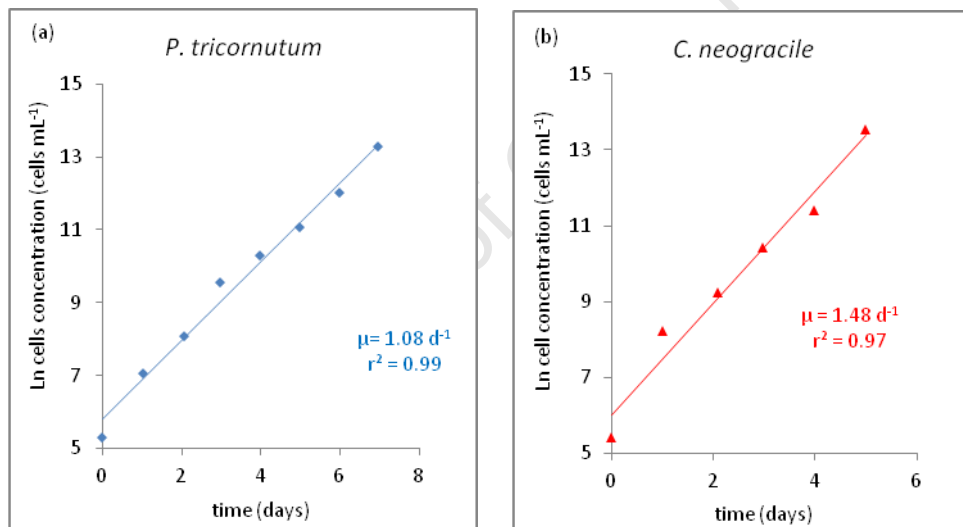 (a)
P. tricornutum
Ln cells concentration (cells mL⁻¹)
15
13
11
9
7
5
0
2
4
6
8
time (days)
μ = 1.08 d⁻¹
r² = 0.99
(b)
C. neogracile
Ln cell concentration (cells mL⁻¹)
15
13
11
9
7
5
0
2
4
6
time (days)
μ = 1.48 d⁻¹
r² = 0.97
of